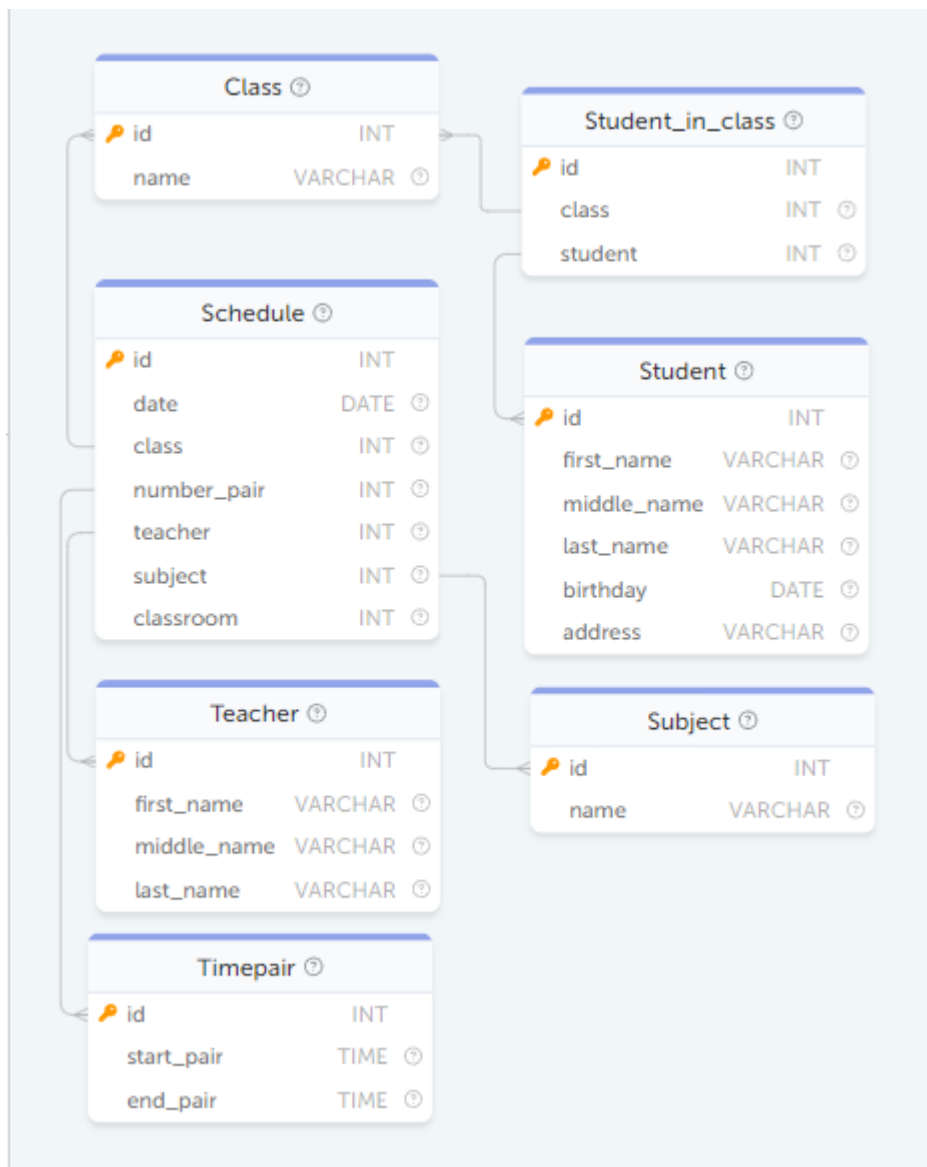 Class ?
id INT
name VARCHAR ?
Student_in_class ?
id INT
class INT ?
student INT ?
Schedule ?
id INT
date DATE ?
class INT ?
number_pair INT ?
teacher INT ?
subject INT ?
classroom INT ?
Student ?
id INT
first_name VARCHAR ?
middle_name VARCHAR ?
last_name VARCHAR ?
birthday DATE ?
address VARCHAR ?
Teacher ?
id INT
first_name VARCHAR ?
middle_name VARCHAR ?
last_name VARCHAR ?
Subject ?
id INT
name VARCHAR ?
Timepair ?
id INT
start_pair TIME ?
end_pair TIME ?